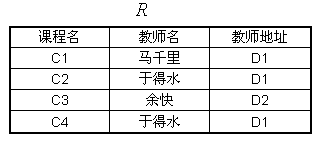 R
课程名 教师名 教师地址
C1 马千里 D1
C2 于得水 D1
C3 余快 D2
C4 于得水 D1